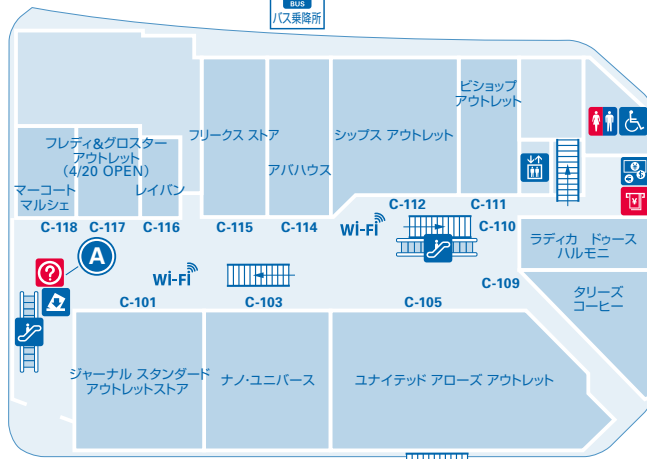 BUS
バス乗降所
ビショップ
アウトレット
フレディ&グロスター
アウトレット
(4/20 OPEN)
フリークス ストア
シップス アウトレット
アバハウス
マーコート
マルシェ
レイバン
C-118
C-117
C-116
C-115
C-114
C-112
C-111
C-110
Wi-Fi
ラディカ ドゥース
ハルモニ
A
?
Wi-Fi
C-109
タリーズ
コーヒー
C-101
C-103
C-105
ジャーナル スタンダード
アウトレットストア
ナノ・ユニバース
ユナイテッド アローズ アウトレット